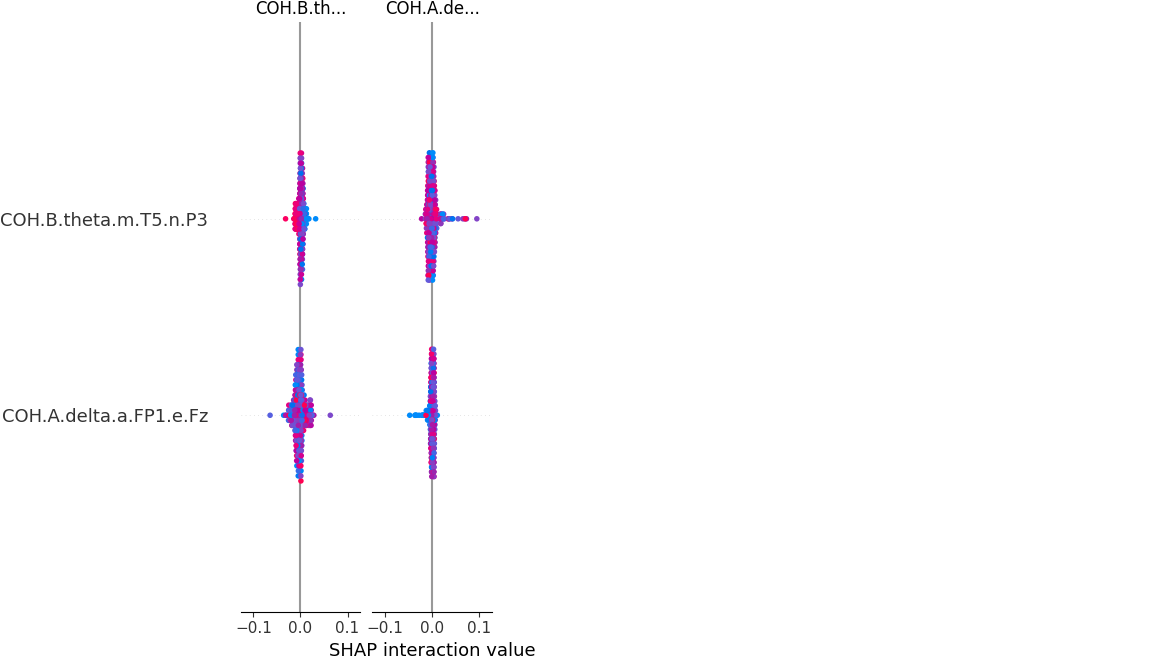 COH.B.th... COH.A.de...
COH.B.theta.m.T5.n.P3
COH.A.delta.a.FP1.e.Fz
−0.1 0.0 0.1 −0.1 0.0 0.1
SHAP interaction value